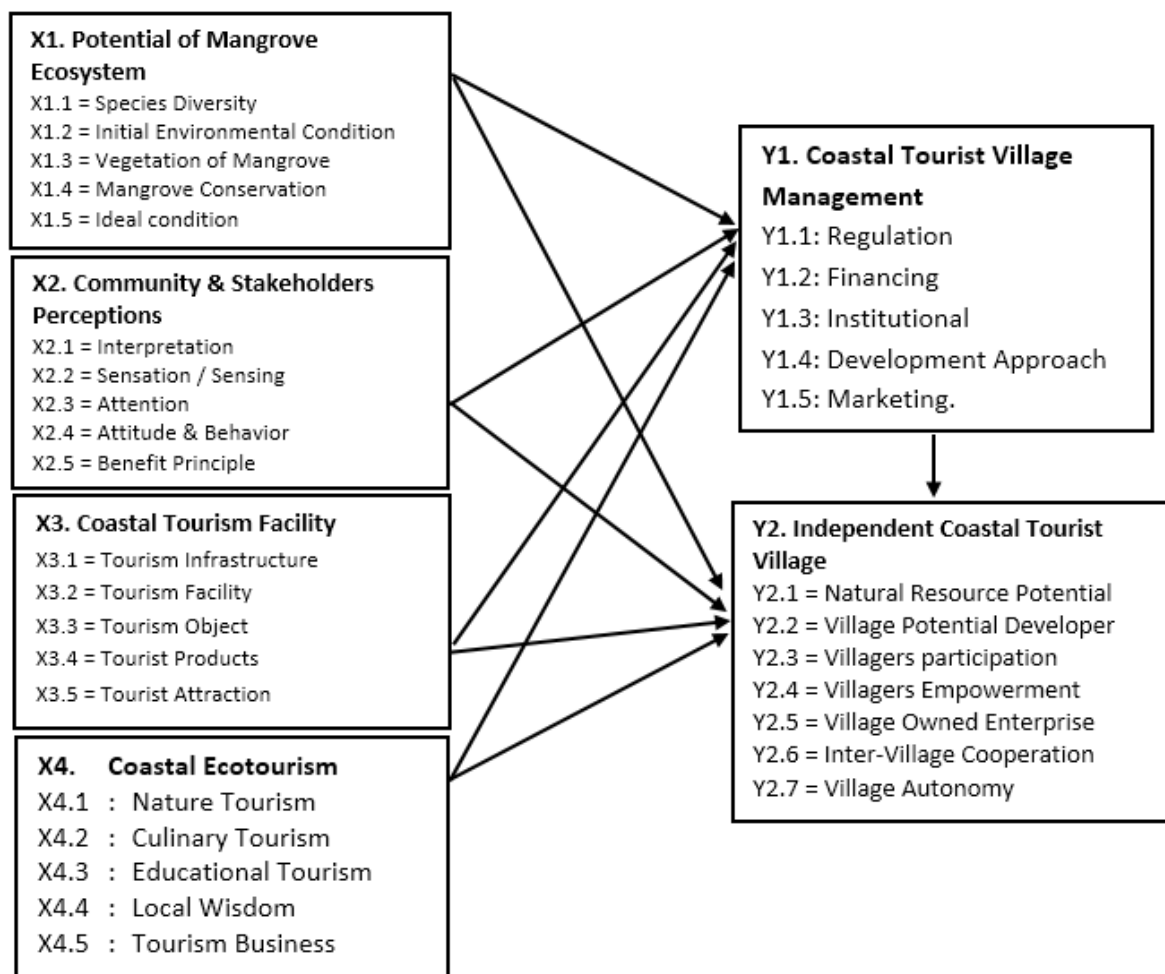 X1. Potential of Mangrove
Ecosystem
X1.1 = Species Diversity
X1.2 = Initial Environmental Condition
X1.3 = Vegetation of Mangrove
X1.4 = Mangrove Conservation
X1.5 = Ideal condition
X2. Community & Stakeholders
Perceptions
X2.1 = Interpretation
X2.2 = Sensation / Sensing
X2.3 = Attention
X2.4 = Attitude & Behavior
X2.5 = Benefit Principle
X3. Coastal Tourism Facility
X3.1 = Tourism Infrastructure
X3.2 = Tourism Facility
X3.3 = Tourism Object
X3.4 = Tourist Products
X3.5 = Tourist Attraction
X4. Coastal Ecotourism
X4.1 : Nature Tourism
X4.2 : Culinary Tourism
X4.3 : Educational Tourism
X4.4 : Local Wisdom
X4.5 : Tourism Business
Y1. Coastal Tourist Village
Management
Y1.1: Regulation
Y1.2: Financing
Y1.3: Institutional
Y1.4: Development Approach
Y1.5: Marketing.
Y2. Independent Coastal Tourist
Village
Y2.1 = Natural Resource Potential
Y2.2 = Village Potential Developer
Y2.3 = Villagers participation
Y2.4 = Villagers Empowerment
Y2.5 = Village Owned Enterprise
Y2.6 = Inter-Village Cooperation
Y2.7 = Village Autonomy